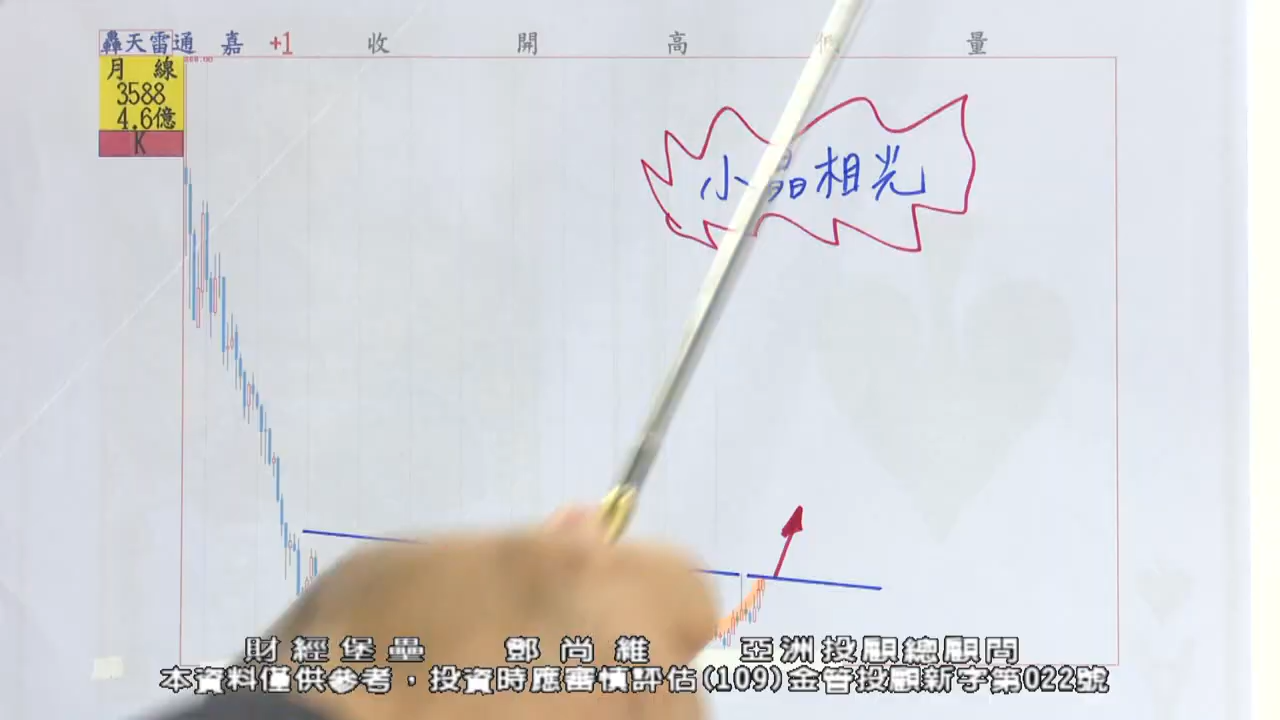 轟天雷通 嘉 +1 收 開 高 低 量
月 線
3588
4.6億
K
小晶相光
財經堡壘 鄧尚維 亞洲投顧總顧問
本資料僅供參考，投資時應審慎評估(109)金管投顧新字第022號